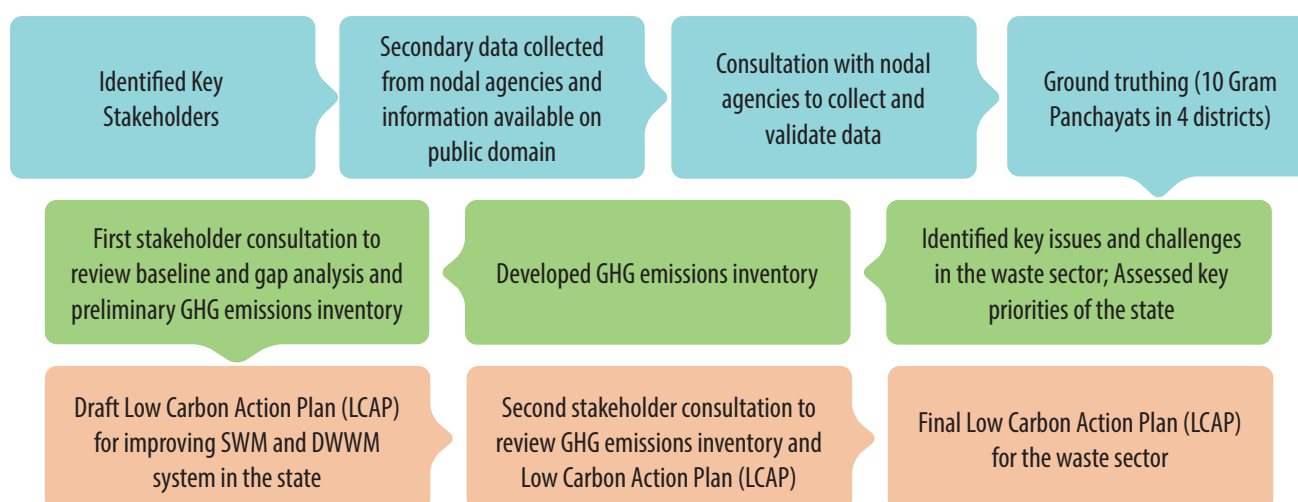 Identified Key
Stakeholders
Secondary data collected
from nodal agencies and
information available on
public domain
Consultation with nodal
agencies to collect and
validate data
Ground truthing (10 Gram
Panchayats in 4 districts)
Identified key issues and challenges
in the waste sector; Assessed key
priorities of the state
Developed GHG emissions inventory
First stakeholder consultation to
review baseline and gap analysis and
preliminary GHG emissions inventory
Draft Low Carbon Action Plan (LCAP)
for improving SWM and DWWM
system in the state
Second stakeholder consultation to
review GHG emissions inventory and
Low Carbon Action Plan (LCAP)
Final Low Carbon Action Plan (LCAP)
for the waste sector